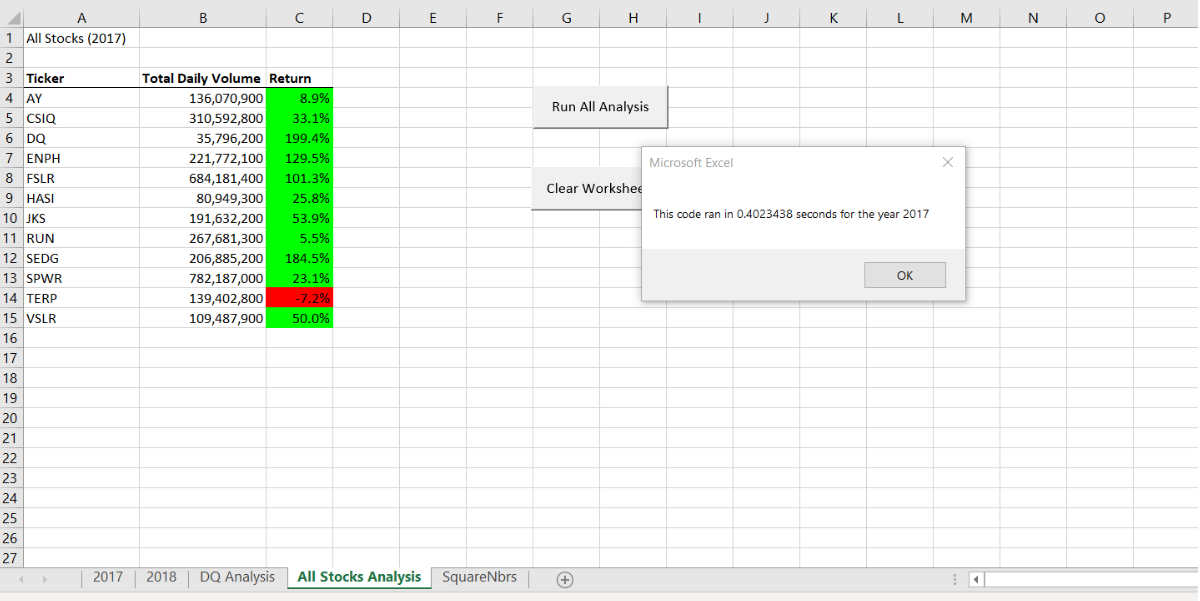 A B C D E F G H I J K L M N O P
1 All Stocks (2017)
2
3 Ticker Total Daily Volume Return
4 AY 136,070,900 8.9%
Run All Analysis
5 CSIQ 310,592,800 33.1%
6 DQ 35,796,200 199.4%
7 ENPH 221,772,100 129.5%
Microsoft Excel
8 FSLR 684,181,400 101.3%
Clear Workshee
9 HASI 80,949,300 25.8%
10 JKS 191,632,200 53.9%
This code ran in 0.4023438 seconds for the year 2017
11 RUN 267,681,300 5.5%
12 SEDG 206,885,200 184.5%
13 SPWR 782,187,000 23.1%
OK
14 TERP 139,402,800 -7.2%
15 VSLR 109,487,900 50.0%
16
17
18
19
20
21
22
23
24
25
26
27
2017 2018 DQ Analysis All Stocks Analysis SquareNbrs